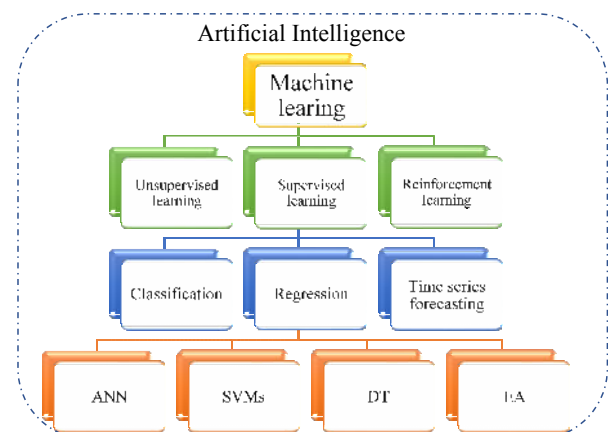 Artificial Intelligence
Machine
learing
Unsupervised
learning
Supervised
learning
Reinforcement
learning
Classification
Regression
Time series
forecasting
ANN
SVMs
DT
EA